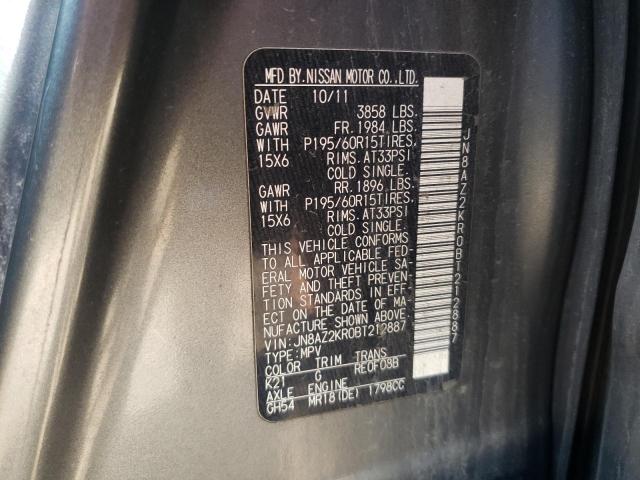 MFD BY.NISSAN MOTOR CO.,LTD.
DATE 10/11
GVWR 3858 LBS.
GAWR FR. 1984 LBS.
WITH P195/60R15TIRES,
15X6 RIMS. AT33PSI
COLD SINGLE.
GAWR RR. 1896 LBS.
WITH P195/60R15TIRES,
15X6 RIMS. AT33PSI
COLD SINGLE.
THIS VEHICLE CONFORMS
TO ALL APPLICABLE FED-
ERAL MOTOR VEHICLE SA-
FETY AND THEFT PREVEN-
TION STANDARDS IN EFF-
ECT ON THE DATE OF MA-
NUFACTURE SHOWN ABOVE.
VIN: JN8AZ2KR0BT212887
TYPE: MPV
COLOR TRIM TRANS
K21 G RE0F08B
AXLE ENGINE
GH54 MR18(DE) 1798CC
JN8AZ2KR0BT212887